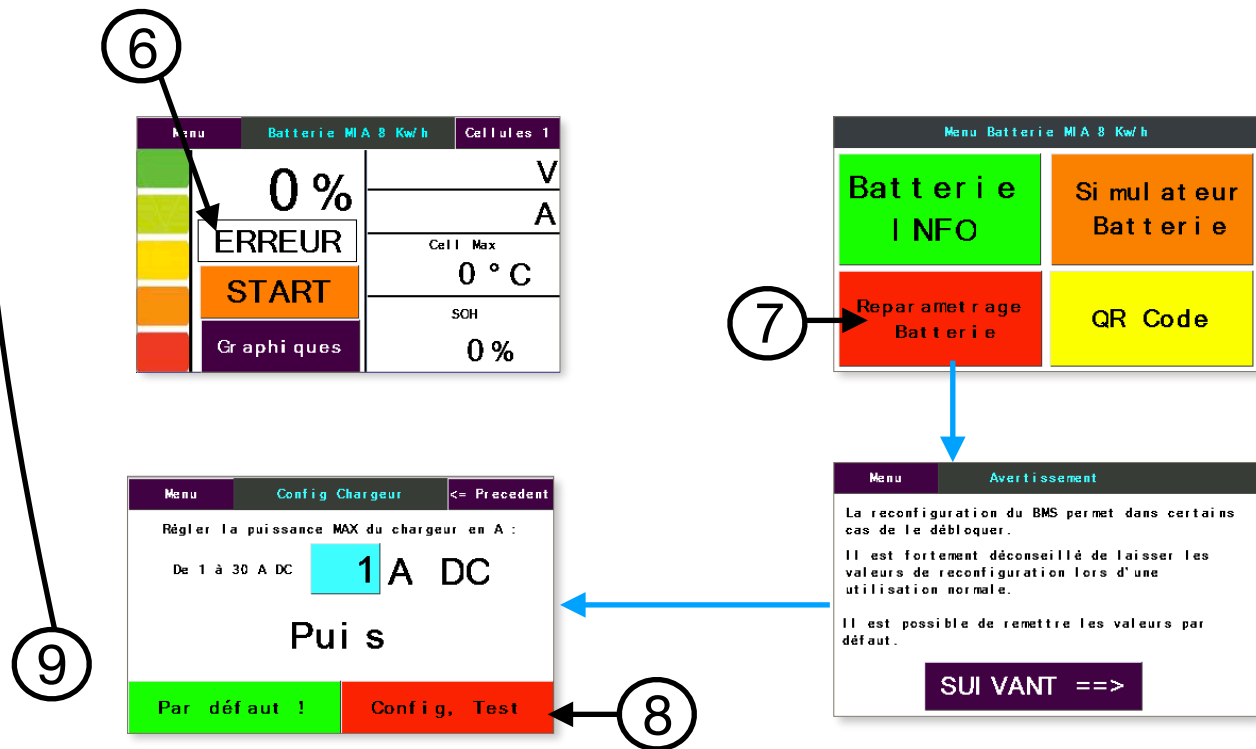 6
Menu Batterie MIA 8 Kw/h Cellules 1
0 %
V
A
ERREUR
Cell Max
0 °C
START
SOH
Graphiques
0 %
Menu Batterie MIA 8 Kw/h
Batterie
INFO
Simulateur
Batterie
7
Reparametrage
Batterie
QR Code
Menu Config Chargeur <= Precedent
Régler la puissance MAX du chargeur en A :
De 1 à 30 A DC 1 A DC
Puis
9
Par défaut ! Config, Test
8
Menu Avertissement
La reconfiguration du BMS permet dans certains
cas de le débloquer.
Il est fortement déconseillé de laisser les
valeurs de reconfiguration lors d'une
utilisation normale.
Il est possible de remettre les valeurs par
défaut.
SUIVANT ==>